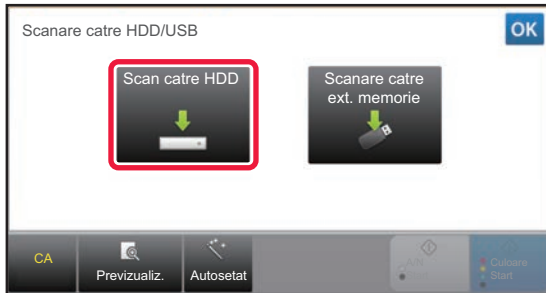 Scanare catre HDD/USB
OK
Scan catre HDD
Scanare catre
ext. memorie
CA
Previzualiz.
Autosetat
Culoare
Start